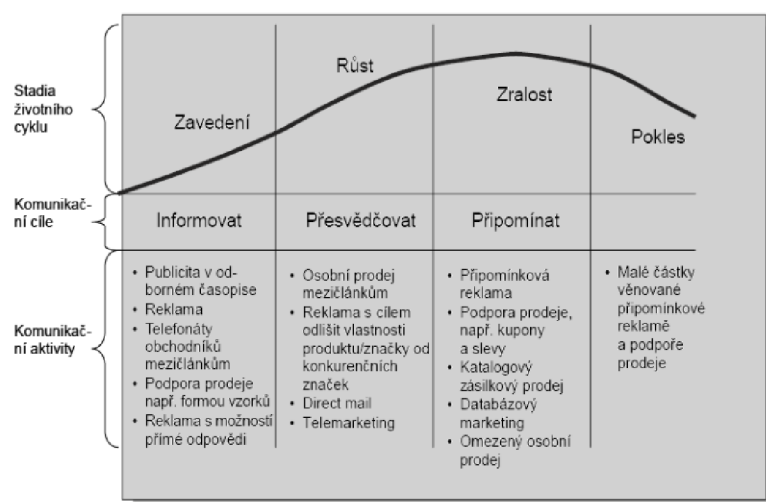 Stadia
životního
cyklu
Zavedení
Růst
Zralost
Pokles
Komunikač-
ní cíle
Informovat
Přesvědčovat
Připomínat
Komunikač-
ní aktivity
• Publicita v od-
borném časopise
• Reklama
• Telefonáty
obchodníků
mezičlánkům
• Podpora prodeje
např. formou vzorků
• Reklama s možností
přímé odpovědi
• Osobní prodej
mezičlánkům
• Reklama s cílem
odlišit vlastnosti
produktu/značky od
konkurenčních
značek
• Direct mail
• Telemarketing
• Připomínková
reklama
• Podpora prodeje,
např. kupony
a slevy
• Katalogový
zásilkový prodej
• Databázový
marketing
• Omezený osobní
prodej
• Malé částky
věnované
připomínkové
reklamě
a podpoře
prodeje